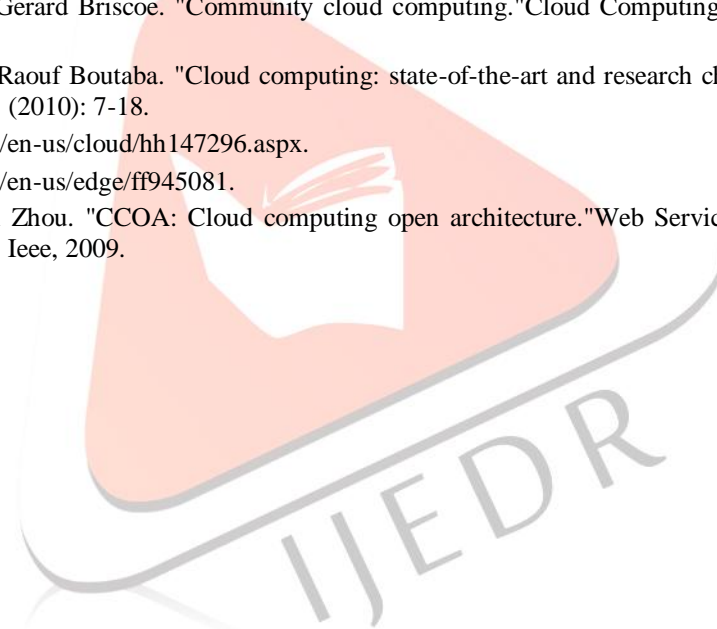 Gerard Briscoe. "Community cloud computing."Cloud Computing
Raouf Boutaba. "Cloud computing: state-of-the-art and research
(2010): 7-18.
/en-us/cloud/hh147296.aspx.
/en-us/edge/ff945081.
Zhou. "CCOA: Cloud computing open architecture."Web
Ieee, 2009.
IJEDR